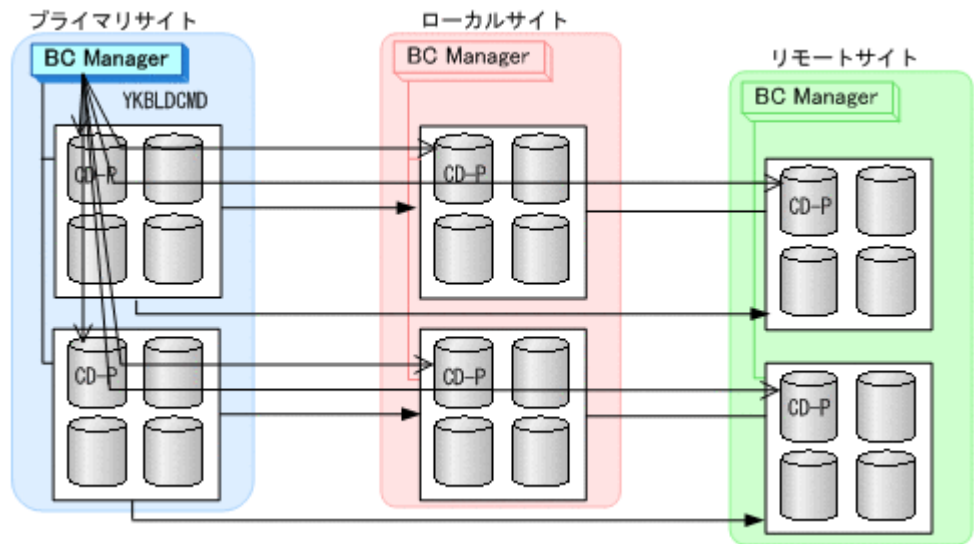 プライマリサイト
BC Manager
YKBLDCMD
CD-R
CD-P
ローカルサイト
BC Manager
CD-P
CD-P
リモートサイト
BC Manager
CD-P
CD-P